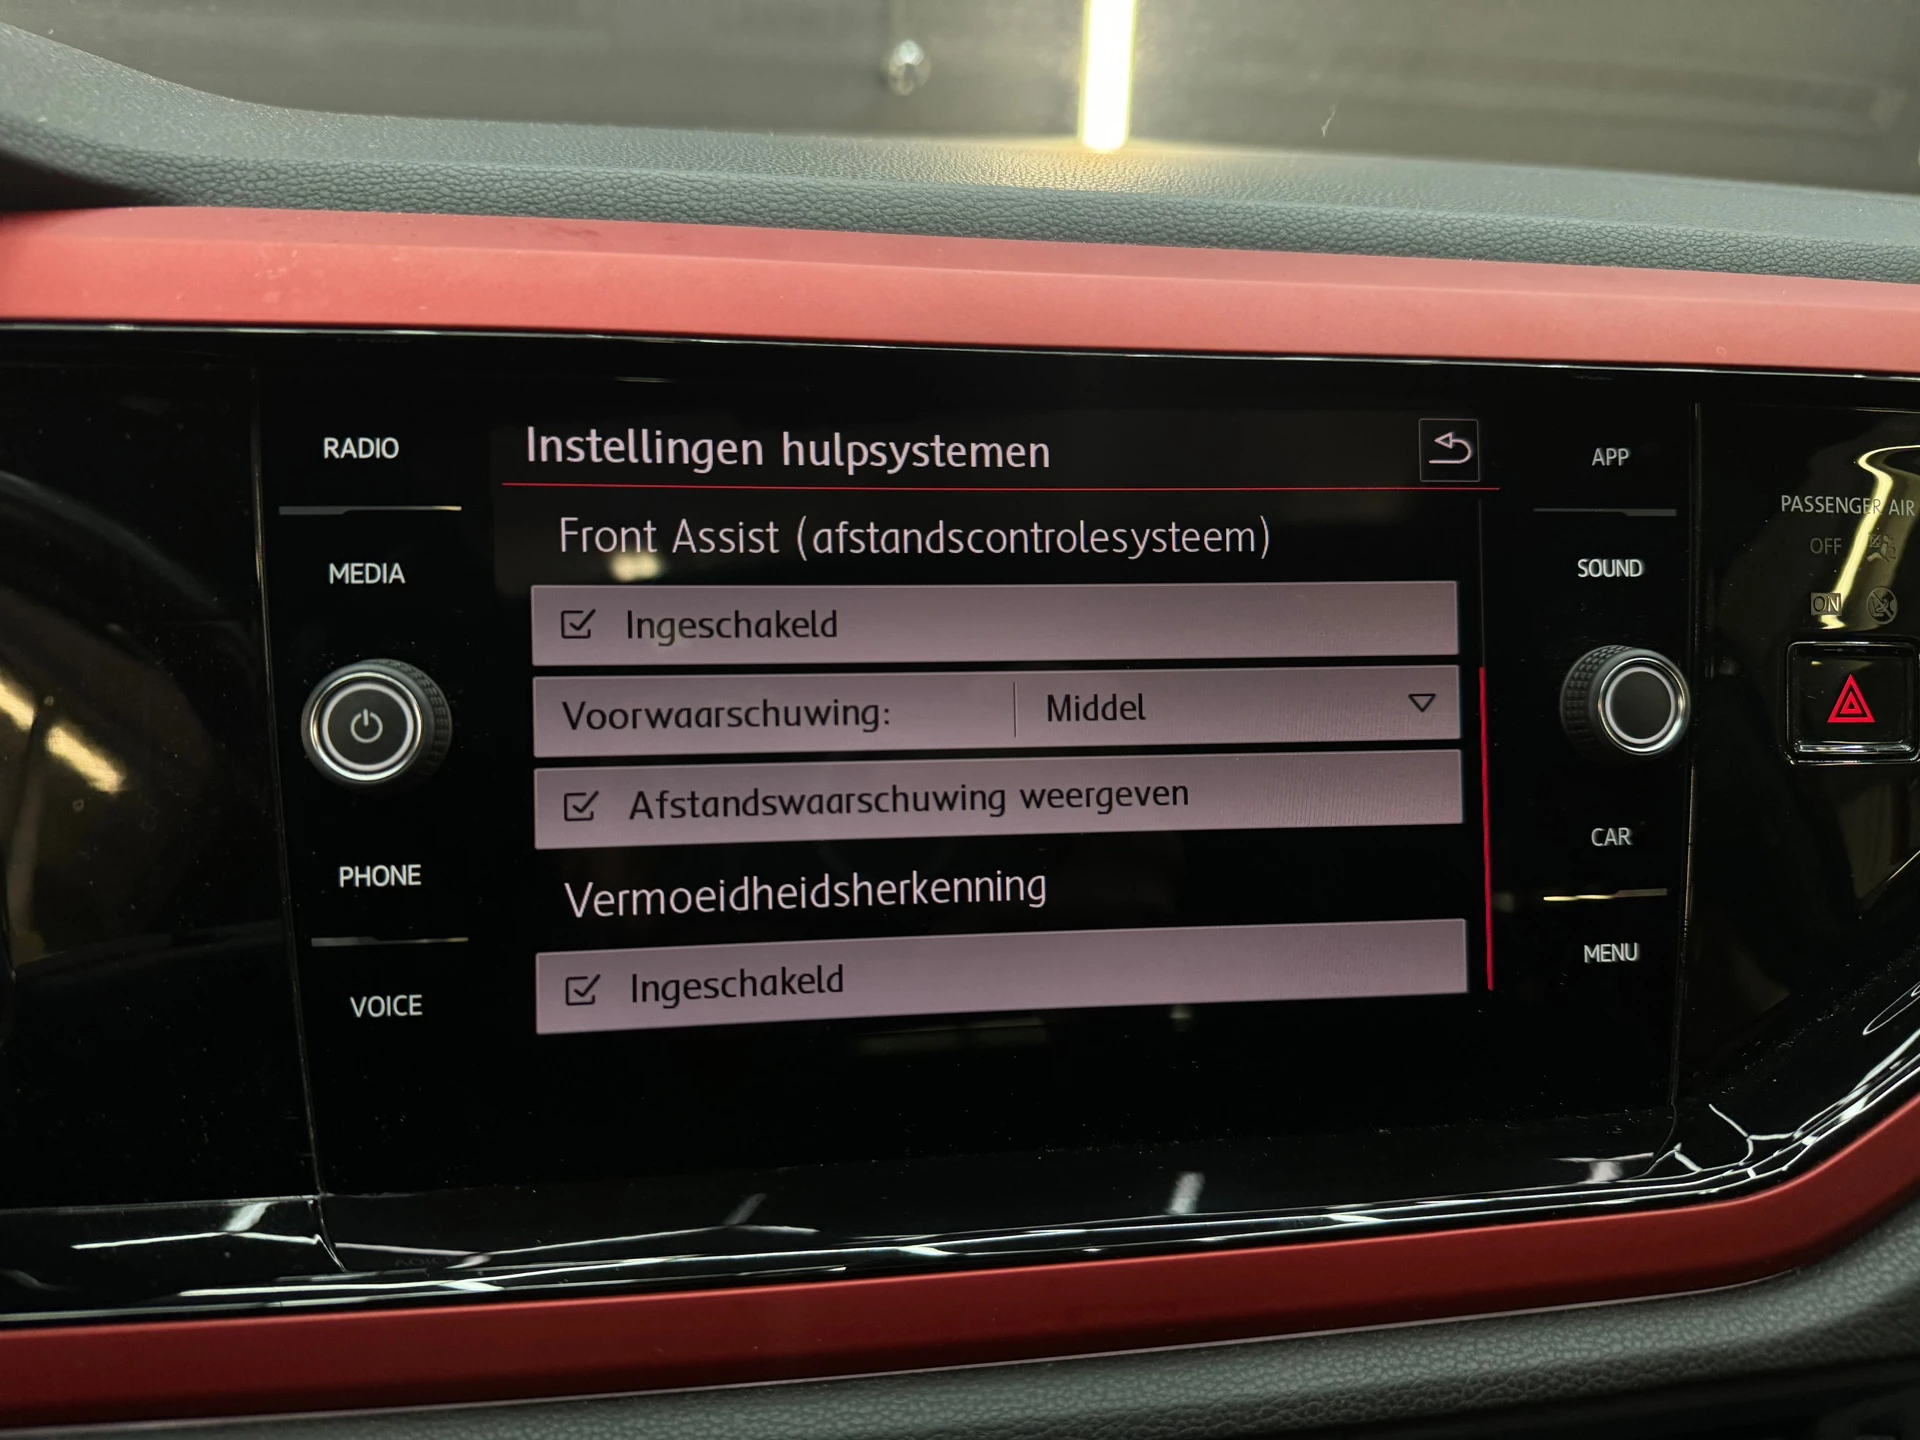 RADIO
MEDIA
PHONE
VOICE
Instellingen hulpsystemen
Front Assist (afstandscontrolesysteem)
Ingeschakeld
Voorwaarschuwing: Middel
Afstandswaarschuwing weergeven
Vermoeidheidsherkenning
Ingeschakeld
APP
SOUND
CAR
MENU
PASSENGER AIR
OFF
ON